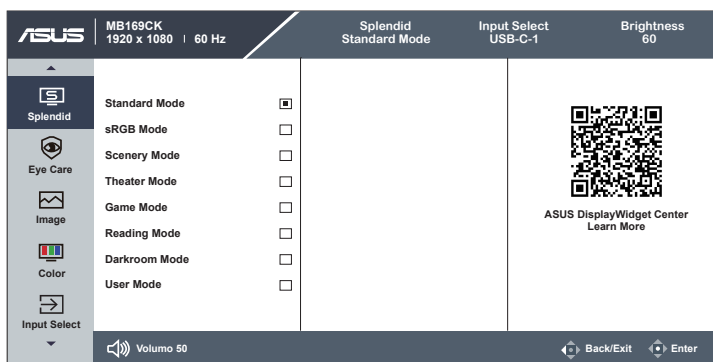 ASUS
MB169CK
1920 x 1080 | 60 Hz
Splendid
Standard Mode
Input Select
USB-C-1
Brightness
60
Splendid
Eye Care
Image
Color
Input Select
Standard Mode
sRGB Mode
Scenery Mode
Theater Mode
Game Mode
Reading Mode
Darkroom Mode
User Mode
ASUS DisplayWidget Center
Learn More
Volumo 50
Back/Exit
Enter